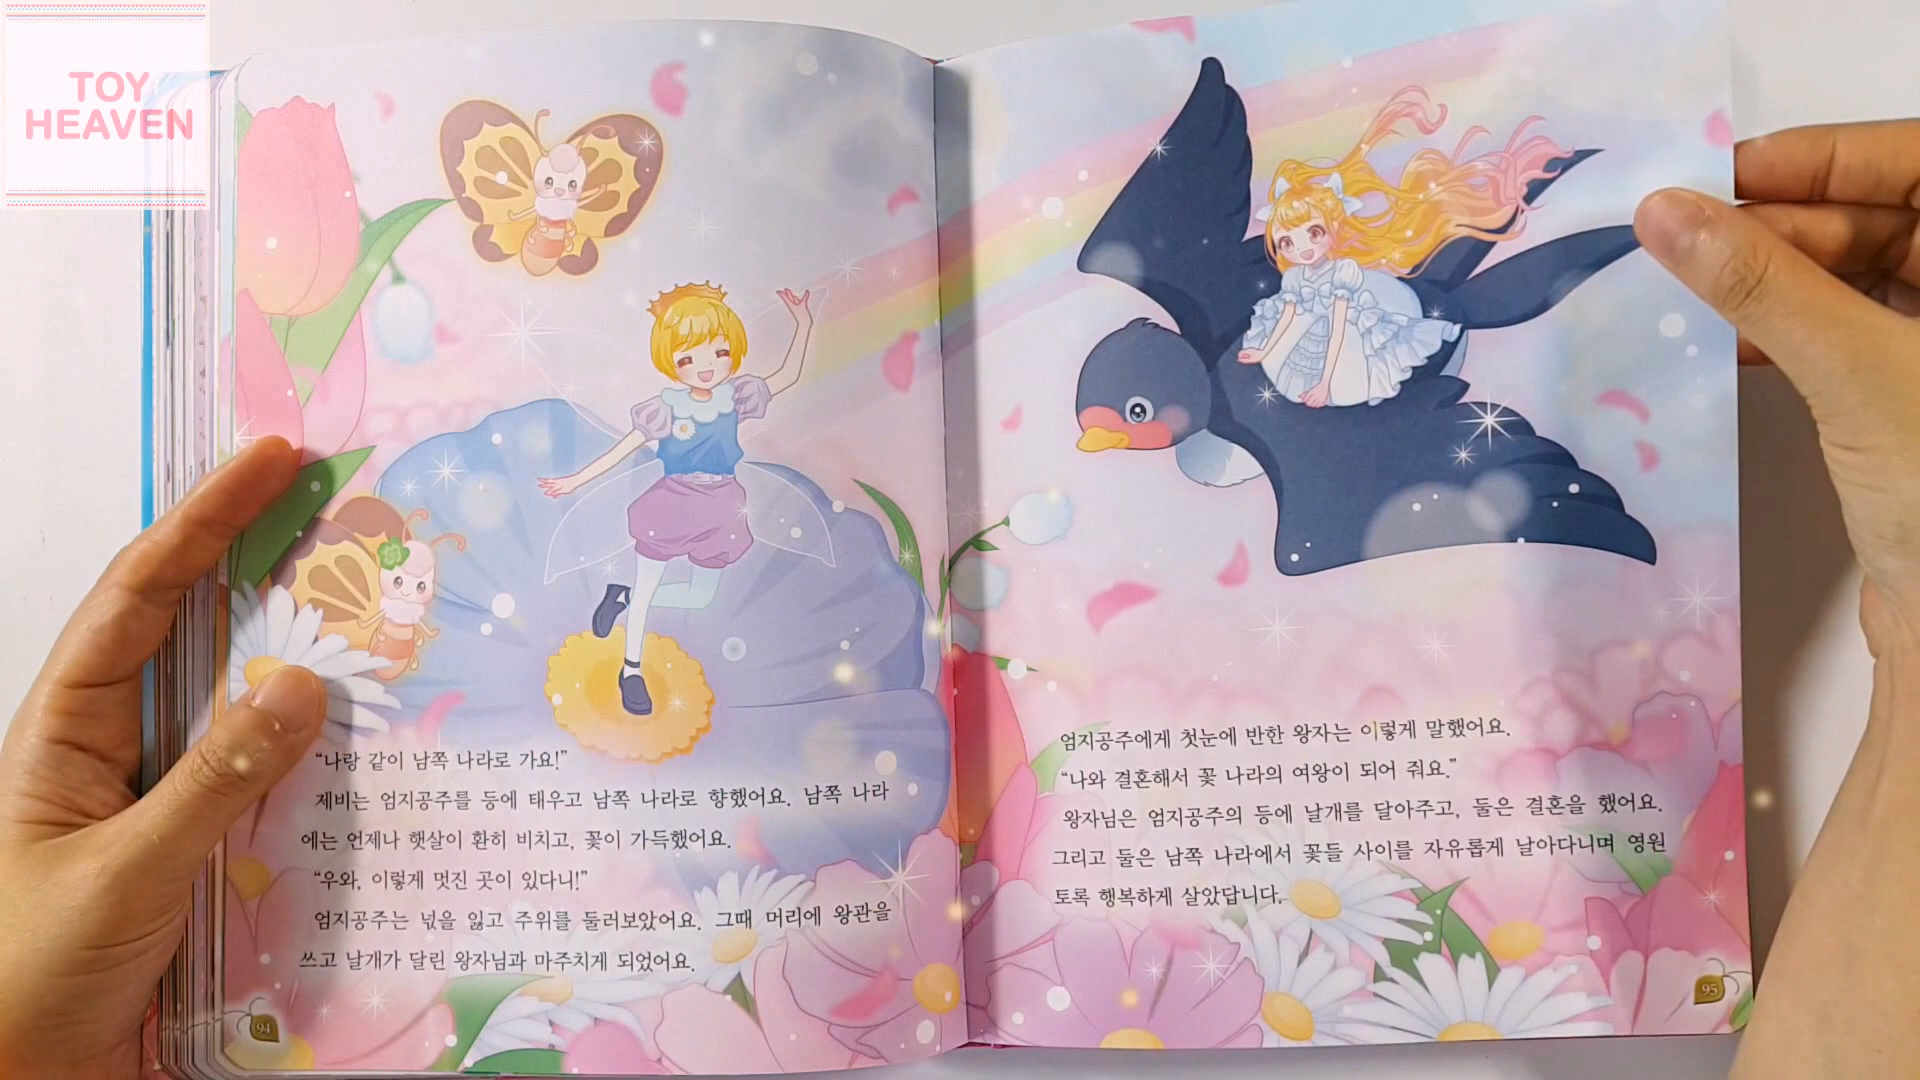 TOY
HEAVEN
“나랑 같이 남쪽 나라로 가요!”
제비는 엄지공주를 등에 태우고 남쪽 나라로 향했어요. 남쪽 나라
에는 언제나 햇살이 환히 비치고, 꽃이 가득했어요.
“우와, 이렇게 멋진 곳이 있다니!”
엄지공주는 넋을 잃고 주위를 둘러보았어요. 그때 머리에 왕관을
쓰고 날개가 달린 왕자님과 마주치게 되었어요.
94
엄지공주에게 첫눈에 반한 왕자는 이렇게 말했어요.
“나와 결혼해서 꽃 나라의 여왕이 되어 줘요.”
왕자님은 엄지공주의 등에 날개를 달아주고, 둘은 결혼을 했어요.
그리고 둘은 남쪽 나라에서 꽃들 사이를 자유롭게 날아다니며 영원
토록 행복하게 살았답니다.
95